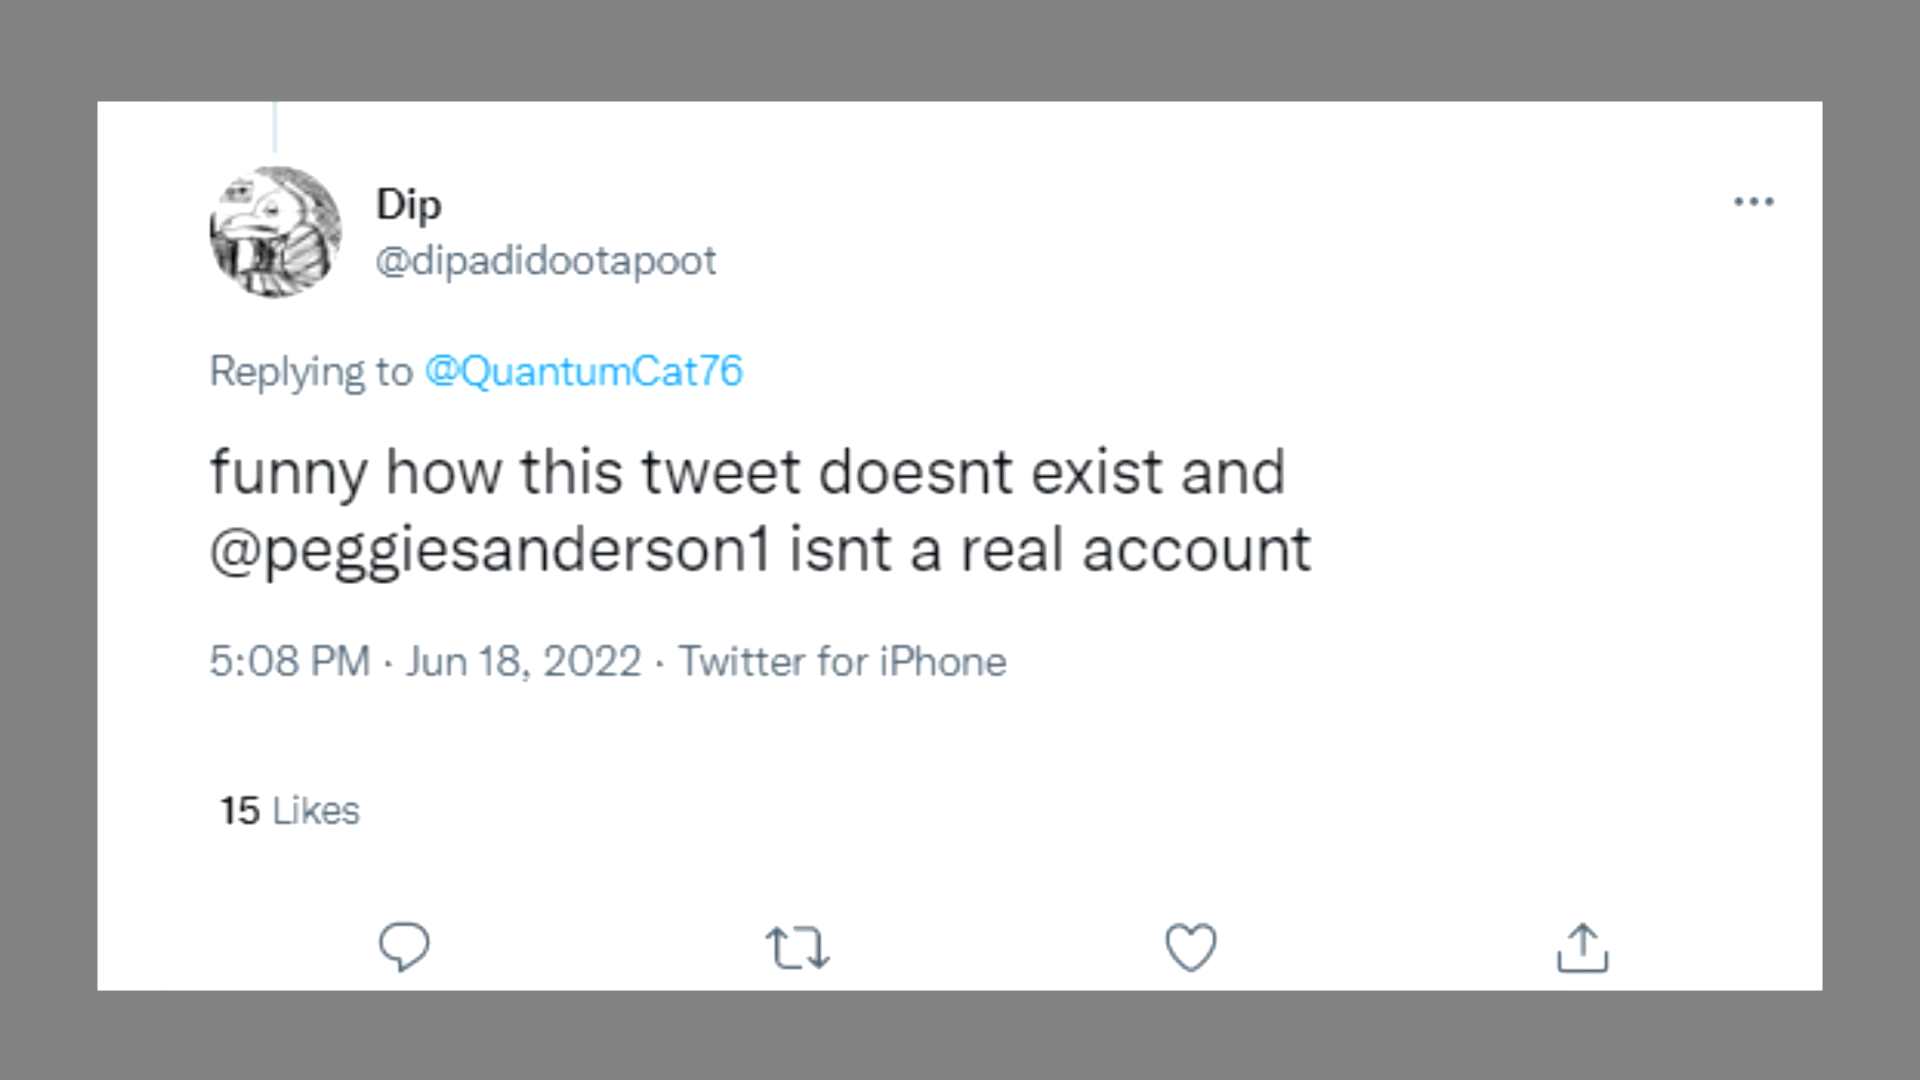 Dip
@dipadidootapoot
Replying to @QuantumCat76
funny how this tweet doesnt exist and
@peggiesanderson1 isnt a real account
5:08 PM · Jun 18, 2022 · Twitter for iPhone
15 Likes